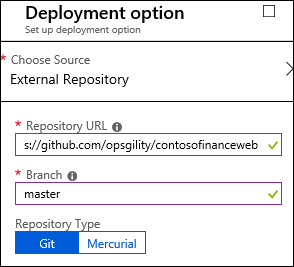 Deployment option
Set up deployment option
* Choose Source
External Repository
* Repository URL
s://github.com/opsgility/contosofinanceweb
* Branch
master
Repository Type
Git Mercurial